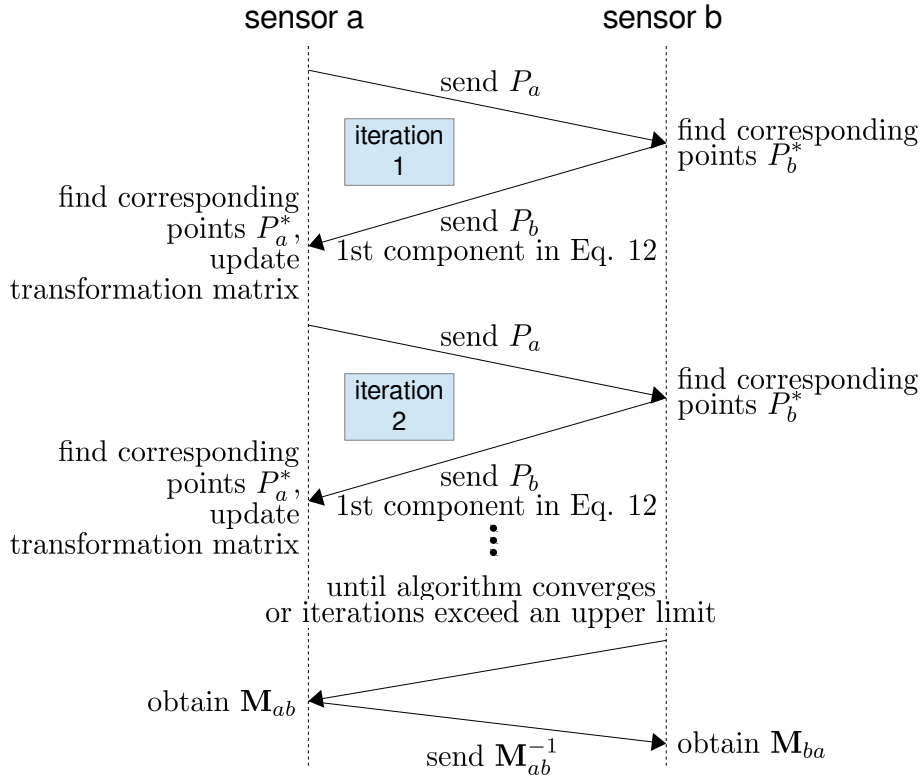 sensor a
sensor b
send $P_a$
iteration
1
find corresponding
points $P_b^*$
find corresponding
points $P_a^*$,
update
transformation matrix
send $P_b$
1st component in Eq. 12
send $P_a$
iteration
2
find corresponding
points $P_b^*$
find corresponding
points $P_a^*$,
update
transformation matrix
send $P_b$
1st component in Eq. 12
⋮
until algorithm converges
or iterations exceed an upper limit
obtain $\mathbf{M}_{ab}$
send $\mathbf{M}_{ab}^{-1}$
obtain $\mathbf{M}_{ba}$